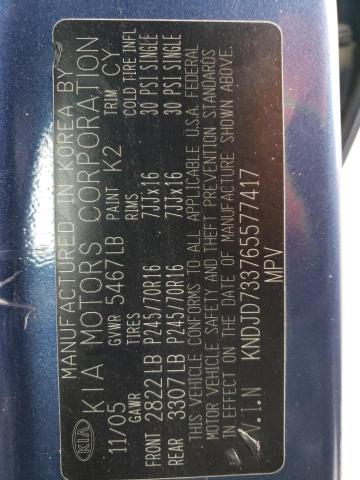 MANUFACTURED IN KOREA BY
KIA KIA MOTORS CORPORATION
11/05 GVWR 5467LB PAINT K2 TRIM CY
GAWR TIRES RIMS COLD TIRE INFL
FRONT 2822LB P245/70R16 7JJx16 30 PSI SINGLE
REAR 3307LB P245/70R16 7JJx16 30 PSI SINGLE
THIS VEHICLE CONFORMS TO ALL APPLICABLE U.S.A. FEDERAL
MOTOR VEHICLE SAFETY AND THEFT PREVENTION STANDARDS
IN EFFECT ON THE DATE OF MANUFACTURE SHOWN ABOVE.
V.I.N KNDJD733765577417
MPV